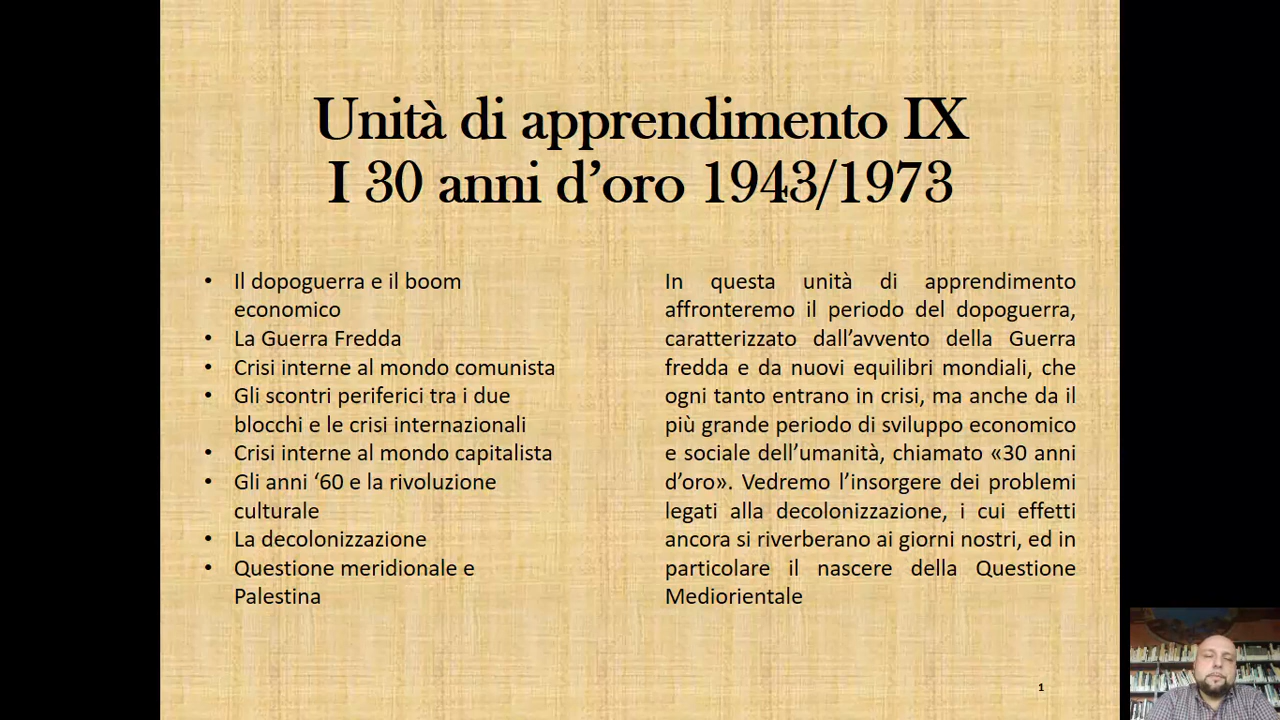 Unità di apprendimento IX
I 30 anni d’oro 1943/1973
• Il dopoguerra e il boom
economico
• La Guerra Fredda
• Crisi interne al mondo comunista
• Gli scontri periferici tra i due
blocchi e le crisi internazionali
• Crisi interne al mondo capitalista
• Gli anni ‘60 e la rivoluzione
culturale
• La decolonizzazione
• Questione meridionale e
Palestina
In questa unità di apprendimento
affronteremo il periodo del dopoguerra,
caratterizzato dall’avvento della Guerra
fredda e da nuovi equilibri mondiali, che
ogni tanto entrano in crisi, ma anche da il
più grande periodo di sviluppo economico
e sociale dell’umanità, chiamato «30 anni
d’oro». Vedremo l’insorgere dei problemi
legati alla decolonizzazione, i cui effetti
ancora si riverberano ai giorni nostri, ed in
particolare il nascere della Questione
Mediorientale
1